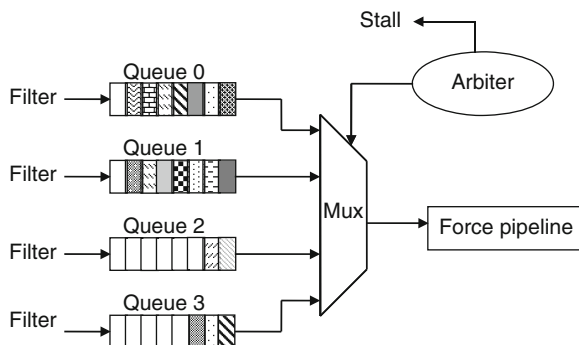 Stall
Arbiter
Queue 0
Filter
Queue 1
Filter
Mux
Queue 2
Filter
Force pipeline
Queue 3
Filter